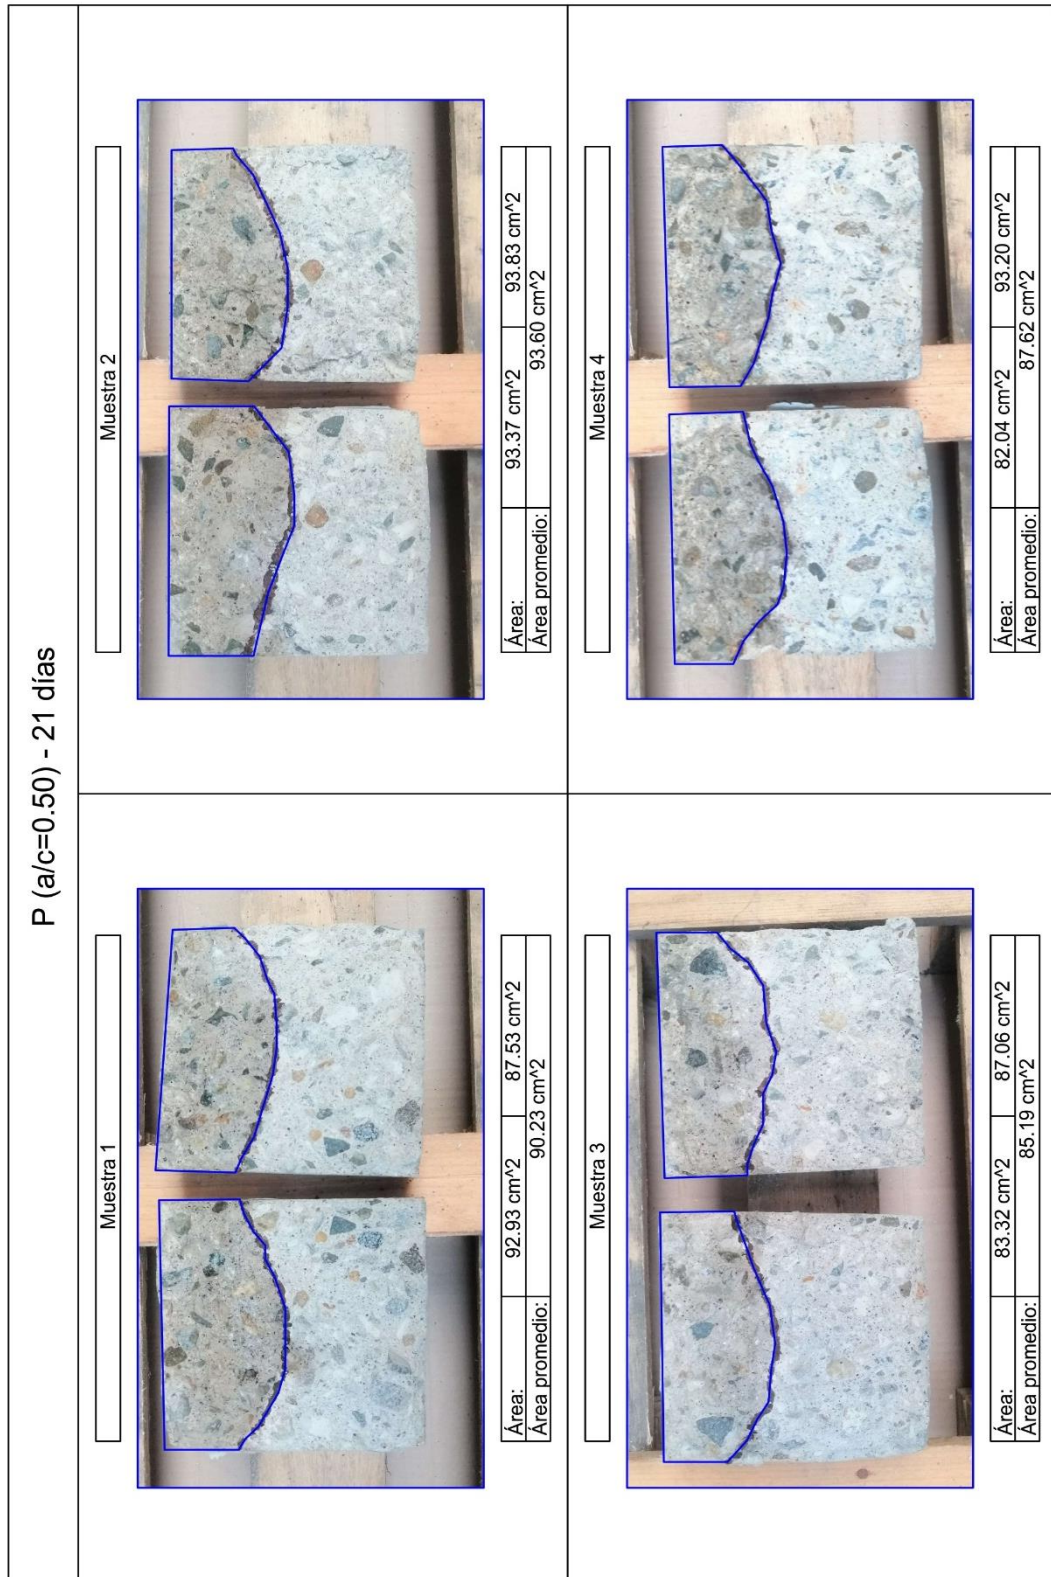 P (a/c=0.50) - 21 días
Muestra 1
Área: 92.93 cm^2 87.53 cm^2
Área promedio: 90.23 cm^2
Muestra 2
Área: 93.37 cm^2 93.83 cm^2
Área promedio: 93.60 cm^2
Muestra 3
Área: 83.32 cm^2 87.06 cm^2
Área promedio: 85.19 cm^2
Muestra 4
Área: 82.04 cm^2 93.20 cm^2
Área promedio: 87.62 cm^2